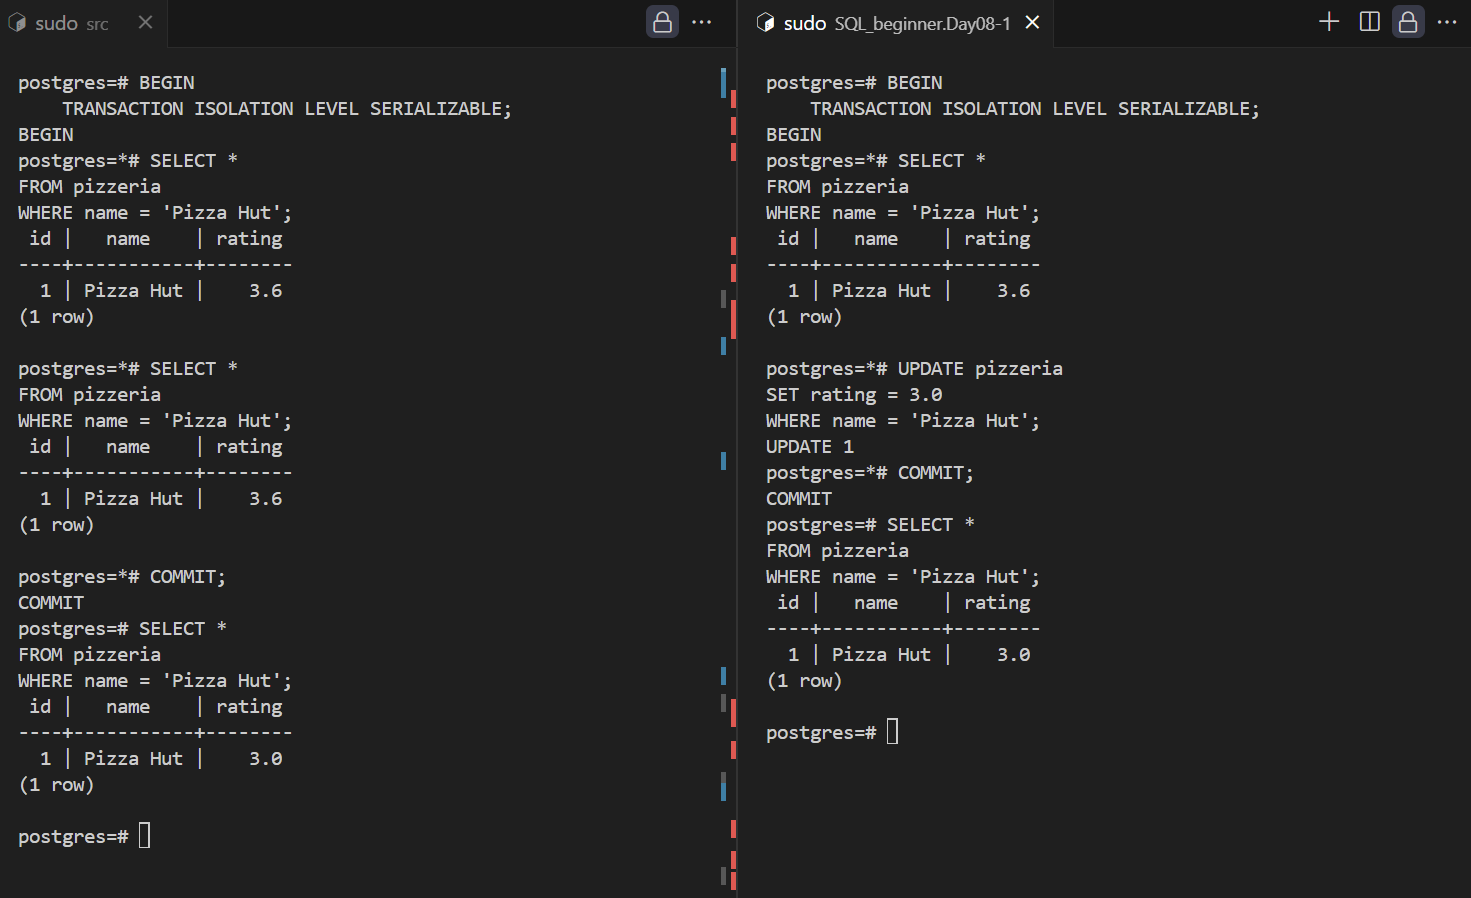 sudo src
postgres=# BEGIN
    TRANSACTION ISOLATION LEVEL SERIALIZABLE;
BEGIN
postgres=*# SELECT *
FROM pizzeria
WHERE name = 'Pizza Hut';
 id |   name    | rating
----+-----------+--------
  1 | Pizza Hut |    3.6
(1 row)

postgres=*# SELECT *
FROM pizzeria
WHERE name = 'Pizza Hut';
 id |   name    | rating
----+-----------+--------
  1 | Pizza Hut |    3.6
(1 row)

postgres=*# COMMIT;
COMMIT
postgres=# SELECT *
FROM pizzeria
WHERE name = 'Pizza Hut';
 id |   name    | rating
----+-----------+--------
  1 | Pizza Hut |    3.0
(1 row)

postgres=#
sudo SQL_beginner.Day08-1
postgres=# BEGIN
    TRANSACTION ISOLATION LEVEL SERIALIZABLE;
BEGIN
postgres=*# SELECT *
FROM pizzeria
WHERE name = 'Pizza Hut';
 id |   name    | rating
----+-----------+--------
  1 | Pizza Hut |    3.6
(1 row)

postgres=*# UPDATE pizzeria
SET rating = 3.0
WHERE name = 'Pizza Hut';
UPDATE 1
postgres=*# COMMIT;
COMMIT
postgres=# SELECT *
FROM pizzeria
WHERE name = 'Pizza Hut';
 id |   name    | rating
----+-----------+--------
  1 | Pizza Hut |    3.0
(1 row)

postgres=#